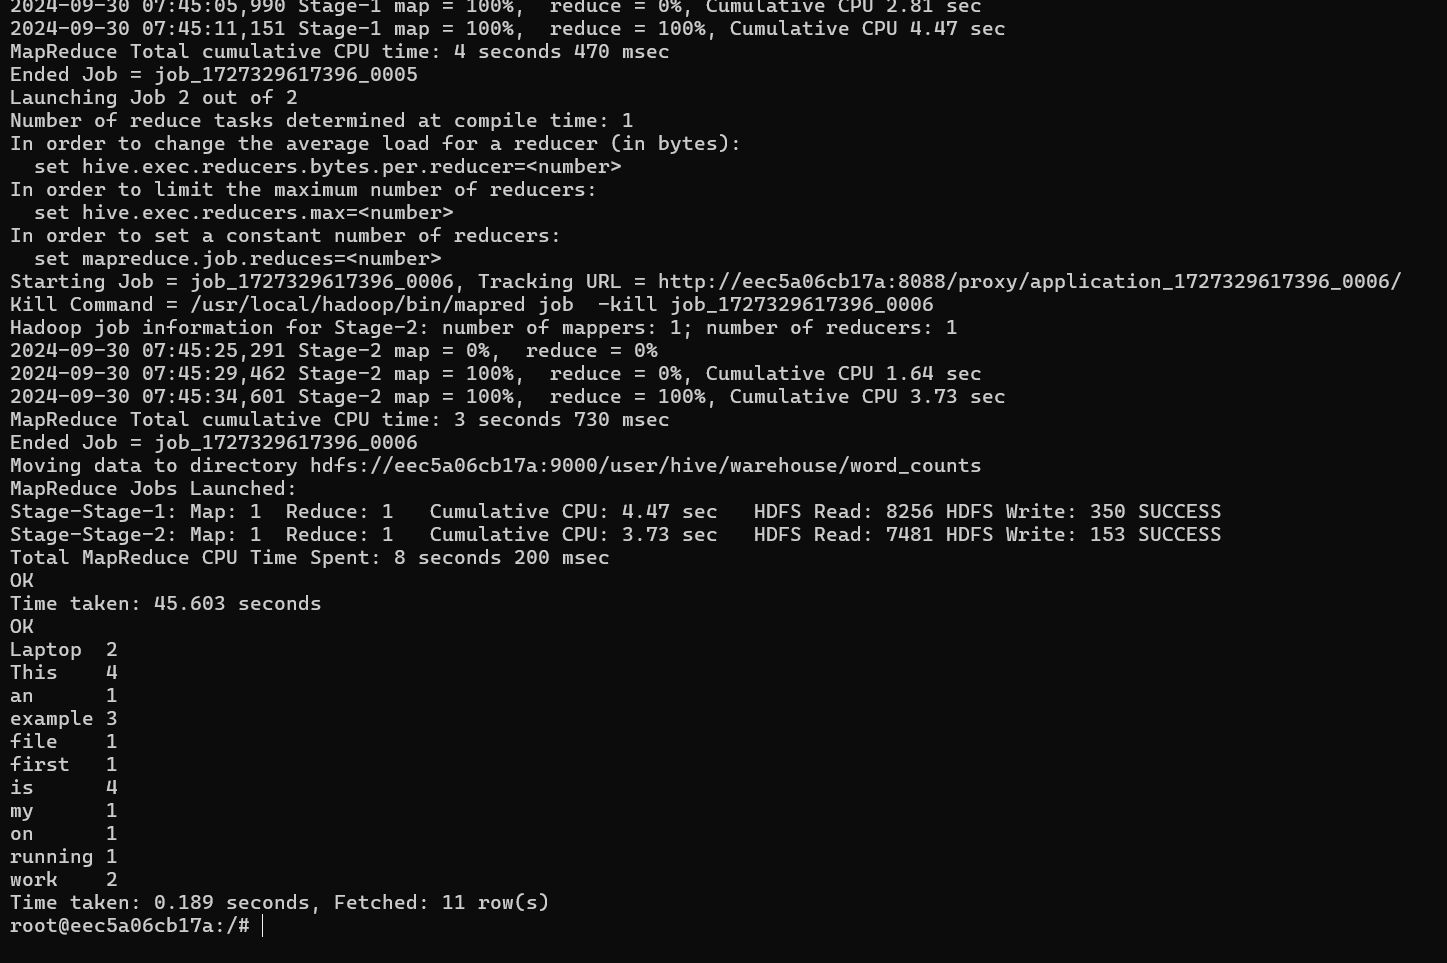 2024-09-30 07:45:05,990 Stage-1 map = 100%,  reduce = 0%, Cumulative CPU 2.81 sec
2024-09-30 07:45:11,151 Stage-1 map = 100%,  reduce = 100%, Cumulative CPU 4.47 sec
MapReduce Total cumulative CPU time: 4 seconds 470 msec
Ended Job = job_1727329617396_0005
Launching Job 2 out of 2
Number of reduce tasks determined at compile time: 1
In order to change the average load for a reducer (in bytes):
  set hive.exec.reducers.bytes.per.reducer=<number>
In order to limit the maximum number of reducers:
  set hive.exec.reducers.max=<number>
In order to set a constant number of reducers:
  set mapreduce.job.reduces=<number>
Starting Job = job_1727329617396_0006, Tracking URL = http://eec5a06cb17a:8088/proxy/application_1727329617396_0006/
Kill Command = /usr/local/hadoop/bin/mapred job  -kill job_1727329617396_0006
Hadoop job information for Stage-2: number of mappers: 1; number of reducers: 1
2024-09-30 07:45:25,291 Stage-2 map = 0%,  reduce = 0%
2024-09-30 07:45:29,462 Stage-2 map = 100%,  reduce = 0%, Cumulative CPU 1.64 sec
2024-09-30 07:45:34,601 Stage-2 map = 100%,  reduce = 100%, Cumulative CPU 3.73 sec
MapReduce Total cumulative CPU time: 3 seconds 730 msec
Ended Job = job_1727329617396_0006
Moving data to directory hdfs://eec5a06cb17a:9000/user/hive/warehouse/word_counts
MapReduce Jobs Launched:
Stage-Stage-1: Map: 1  Reduce: 1   Cumulative CPU: 4.47 sec   HDFS Read: 8256 HDFS Write: 350 SUCCESS
Stage-Stage-2: Map: 1  Reduce: 1   Cumulative CPU: 3.73 sec   HDFS Read: 7481 HDFS Write: 153 SUCCESS
Total MapReduce CPU Time Spent: 8 seconds 200 msec
OK
Time taken: 45.603 seconds
OK
Laptop  2
This    4
an      1
example 3
file    1
first   1
is      4
my      1
on      1
running 1
work    2
Time taken: 0.189 seconds, Fetched: 11 row(s)
root@eec5a06cb17a:/#